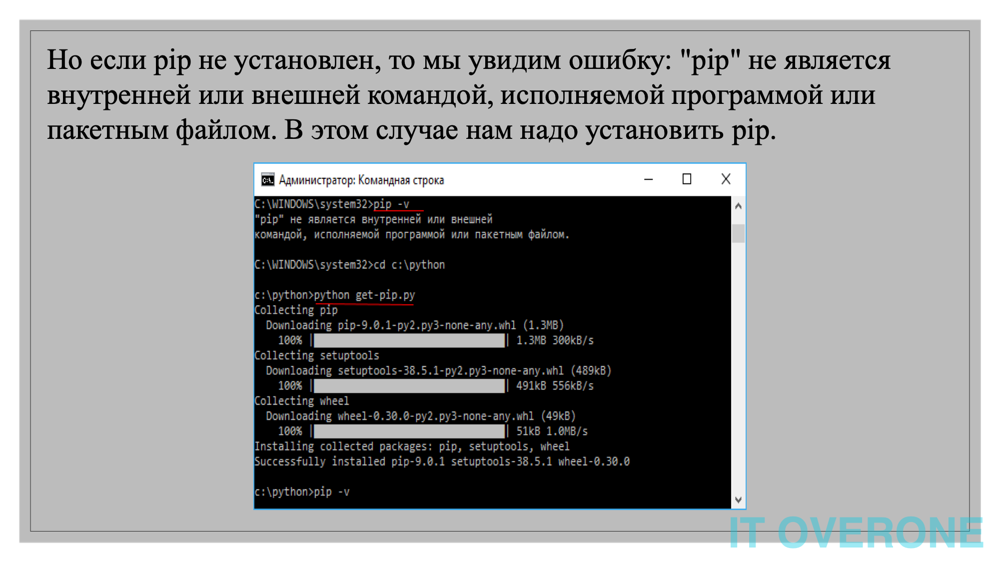 Но если pip не установлен, то мы увидим ошибку: "pip" не является
внутренней или внешней командой, исполняемой программой или
пакетным файлом. В этом случае нам надо установить pip.
Администратор: Командная строка
C:\WINDOWS\system32>pip -v
"pip" не является внутренней или внешней
командой, исполняемой программой или пакетным файлом.
C:\WINDOWS\system32>cd c:\python
c:\python>python get-pip.py
Collecting pip
  Downloading pip-9.0.1-py2.py3-none-any.whl (1.3MB)
    100% | | 1.3MB 300kB/s
Collecting setuptools
  Downloading setuptools-38.5.1-py2.py3-none-any.whl (489kB)
    100% | | 491kB 556kB/s
Collecting wheel
  Downloading wheel-0.30.0-py2.py3-none-any.whl (49kB)
    100% | | 51kB 1.0MB/s
Installing collected packages: pip, setuptools, wheel
Successfully installed pip-9.0.1 setuptools-38.5.1 wheel-0.30.0
c:\python>pip -v
IT OVERONE